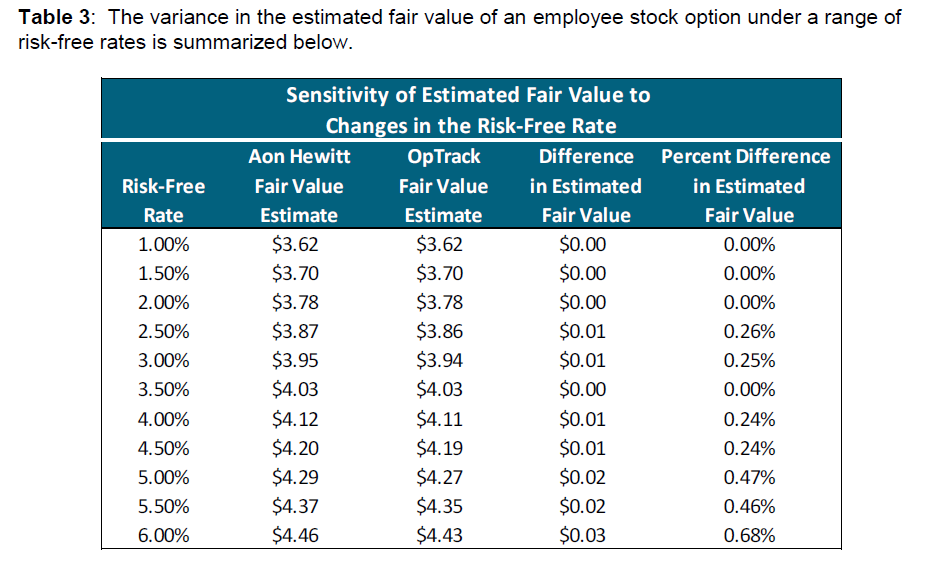 Table 3:  The variance in the estimated fair value of an employee stock option under a range of
risk-free rates is summarized below.
Sensitivity of Estimated Fair Value to
Changes in the Risk-Free Rate
Aon Hewitt OpTrack Difference Percent Difference
Risk-Free Fair Value Fair Value in Estimated in Estimated
Rate Estimate Estimate Fair Value Fair Value
1.00% $3.62 $3.62 $0.00 0.00%
1.50% $3.70 $3.70 $0.00 0.00%
2.00% $3.78 $3.78 $0.00 0.00%
2.50% $3.87 $3.86 $0.01 0.26%
3.00% $3.95 $3.94 $0.01 0.25%
3.50% $4.03 $4.03 $0.00 0.00%
4.00% $4.12 $4.11 $0.01 0.24%
4.50% $4.20 $4.19 $0.01 0.24%
5.00% $4.29 $4.27 $0.02 0.47%
5.50% $4.37 $4.35 $0.02 0.46%
6.00% $4.46 $4.43 $0.03 0.68%